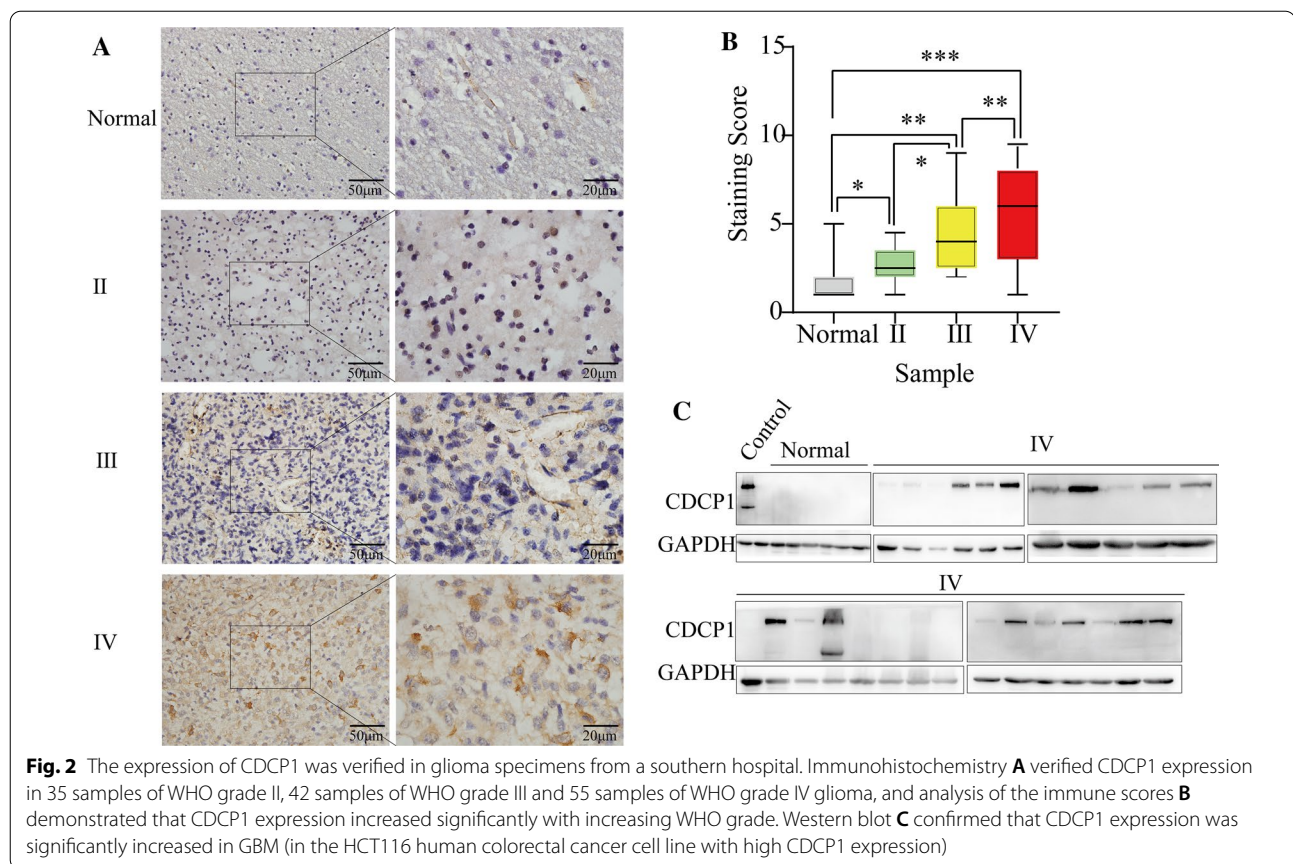 A
Normal
50µm
20µm
II
50µm
20µm
III
50µm
20µm
IV
50µm
20µm
B
15
10
5
0
Staining Score
***
**
**
*
*
Normal II III IV
Sample
C
Control
Normal
IV
CDCP1
GAPDH
IV
CDCP1
GAPDH
Fig. 2 The expression of CDCP1 was verified in glioma specimens from a southern hospital. Immunohistochemistry A verified CDCP1 expression
in 35 samples of WHO grade II, 42 samples of WHO grade III and 55 samples of WHO grade IV glioma, and analysis of the immune scores B
demonstrated that CDCP1 expression increased significantly with increasing WHO grade. Western blot C confirmed that CDCP1 expression was
significantly increased in GBM (in the HCT116 human colorectal cancer cell line with high CDCP1 expression)